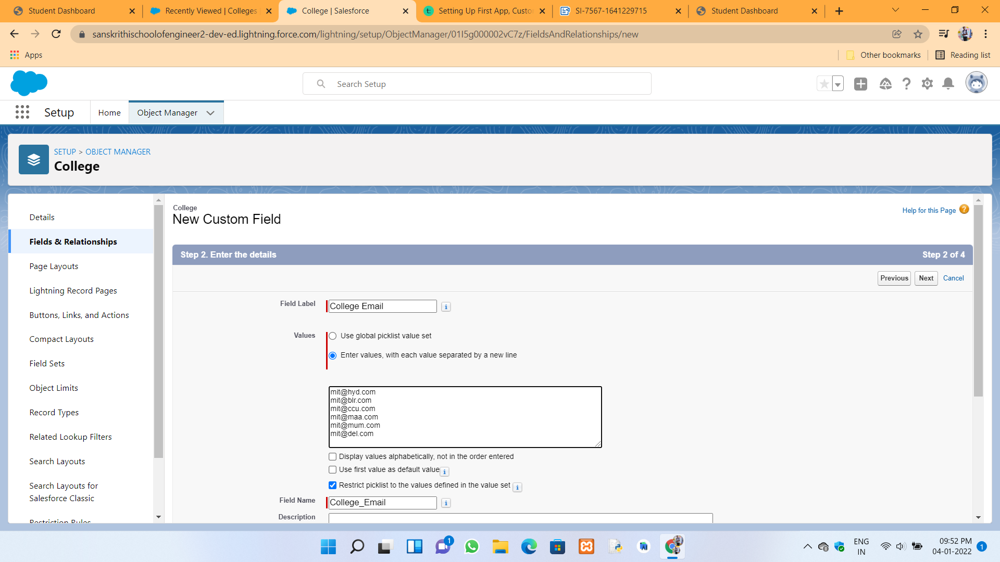 Student Dashboard
Recently Viewed | Colleges
College | Salesforce
Setting Up First App, Custo
SI-7567-1641229715
Student Dashboard
sanskrithischoolofengineer2-dev-ed.lightning.force.com/lightning/setup/ObjectManager/01I5g000002vC7z/FieldsAndRelationships/new
Apps
Other bookmarks
Reading list
Search Setup
Setup
Home
Object Manager
SETUP > OBJECT MANAGER
College
Details
Fields & Relationships
Page Layouts
Lightning Record Pages
Buttons, Links, and Actions
Compact Layouts
Field Sets
Object Limits
Record Types
Related Lookup Filters
Search Layouts
Search Layouts for
Salesforce Classic
Restriction Rules
College
New Custom Field
Help for this Page
Step 2. Enter the details
Step 2 of 4
Previous
Next
Cancel
Field Label
College Email
Values
Use global picklist value set
Enter values, with each value separated by a new line
mit@hyd.com
mit@blr.com
mit@ccu.com
mit@maa.com
mit@mum.com
mit@del.com
Display values alphabetically, not in the order entered
Use first value as default value
Restrict picklist to the values defined in the value set
Field Name
College_Email
Description
1
ENG
IN
09:52 PM
04-01-2022
1